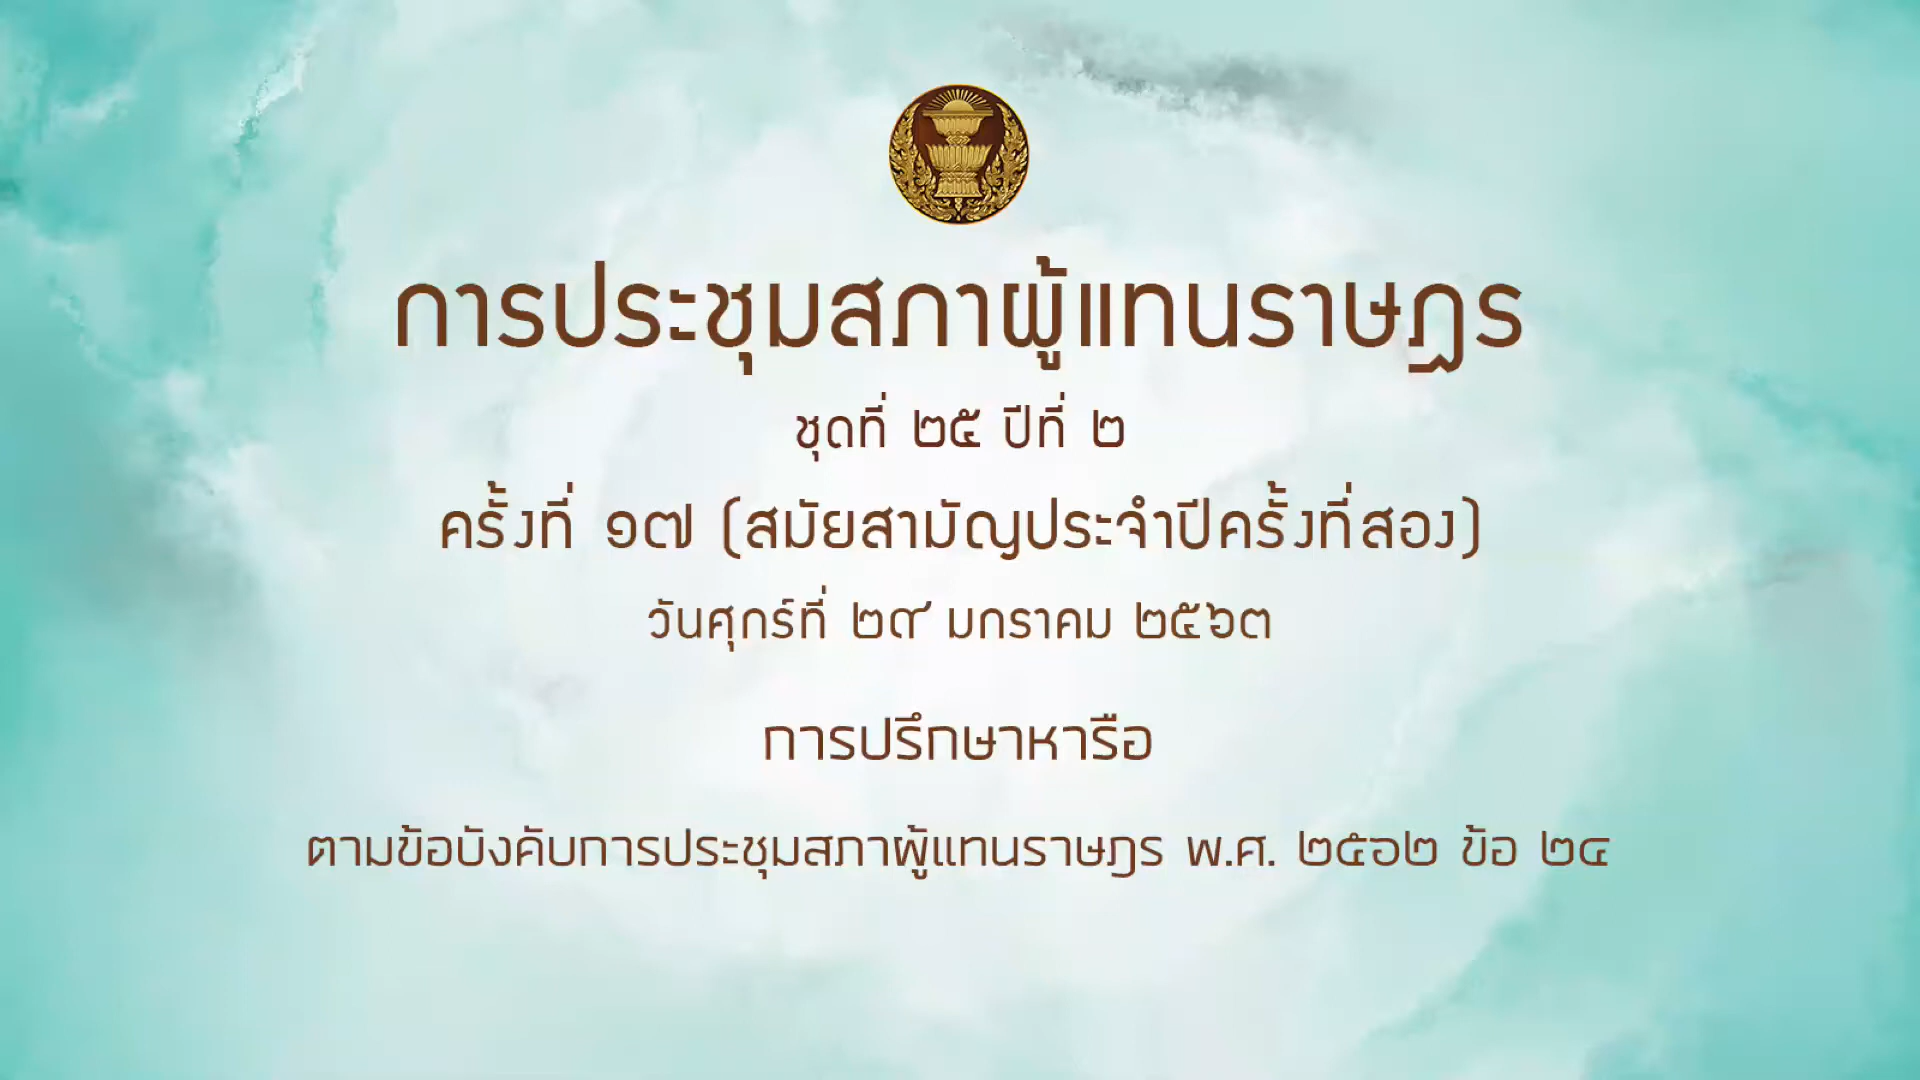 การประชุมสภาผู้แทนราษฎร
ชุดที่ ๒๕ ปีที่ ๒
ครั้งที่ ๑๗ (สมัยสามัญประจำปีครั้งที่สอง)
วันศุกร์ที่ ๒๙ มกราคม ๒๕๖๓
การปรึกษาหารือ
ตามข้อบังคับการประชุมสภาผู้แทนราษฎร พ.ศ. ๒๕๖๒ ข้อ ๒๔